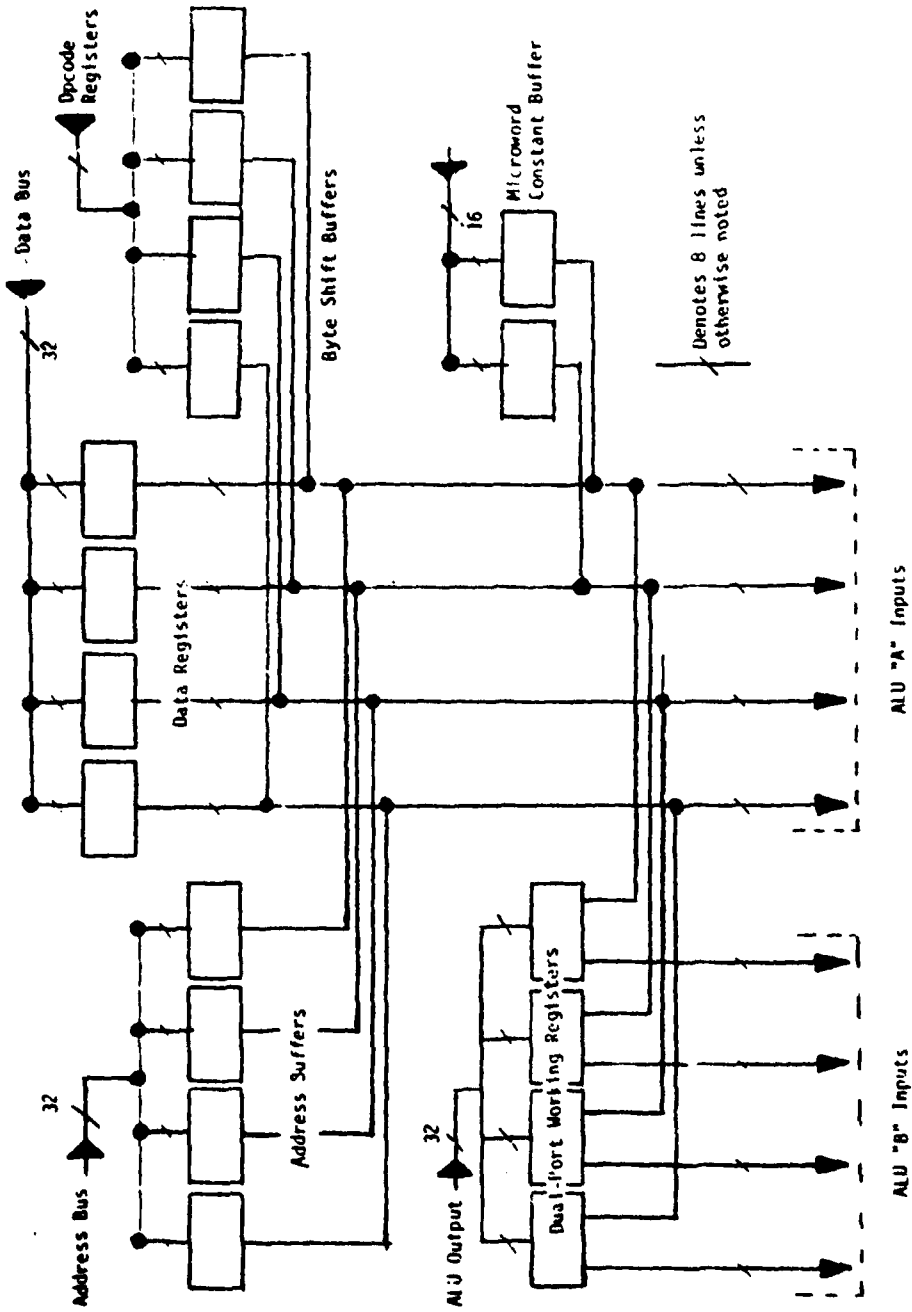 Address Bus
32
Address Suffers
Data Bus
32
Data Registers
Opcode
Registers
Byte Shift Buffers
ALU Output
32
Dual-Port Working Registers
16
Microword
Constant Buffer
Denotes 8 lines unless
otherwise noted
ALU "B" Inputs
ALU "A" Inputs